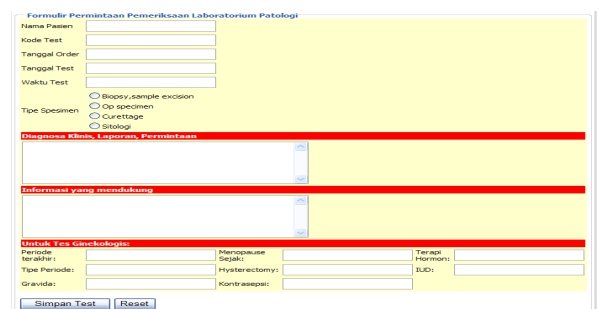 Formulir Permintaan Pemeriksaan Laboratorium Patologi
Nama Pasien
Kode Test
Tanggal Order
Tanggal Test
Waktu Test
Tipe Spesimen
Biopsy,sample excision
Op specimen
Curettage
Sitologi
Diagnosa Klinis, Laporan, Permintaan
Informasi yang mendukung
Untuk Tes Ginekologis:
Periode terakhir: Menopause Sejak: Terapi Hormon:
Tipe Periode: Hysterectomy: IUD:
Gravida: Kontrasepsi:
Simpan Test Reset